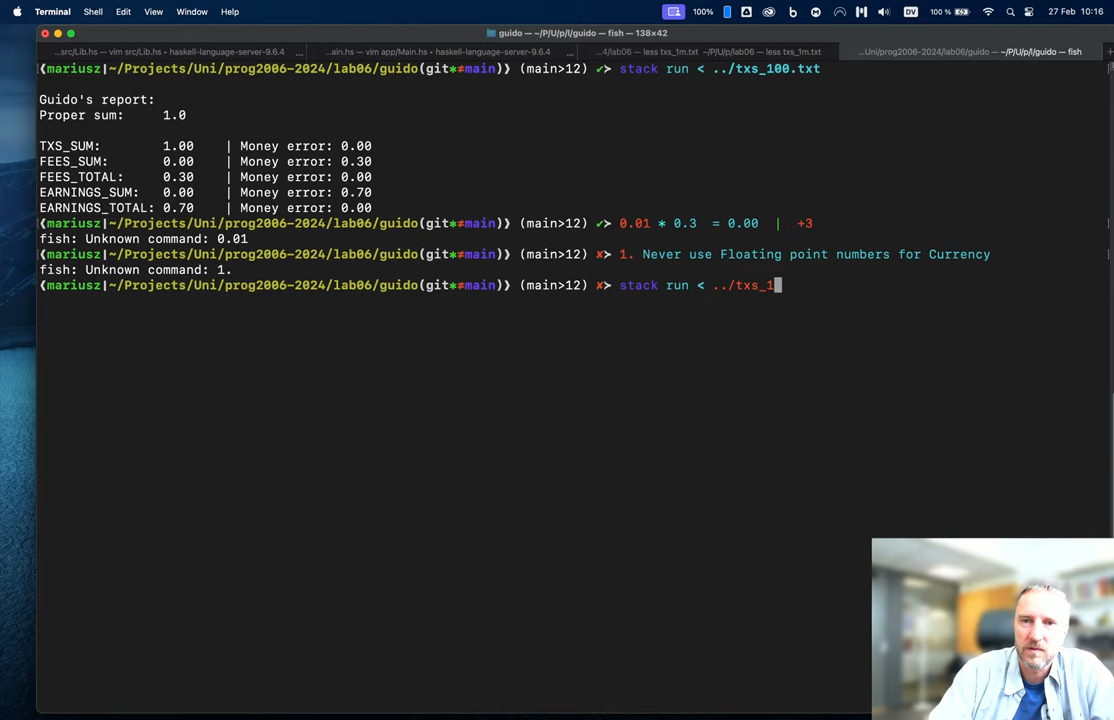 Terminal Shell Edit View Window Help 100% DV 100 % 27 Feb 10:16
guido — ~/P/U/p/l/guido — fish — 138×42
...src/Lib.hs — vim src/Lib.hs • haskell-language-server-9.6.4 ... ...ain.hs — vim app/Main.hs • haskell-language-server-9.6.4 ... ...4/lab06 — less txs_1m.txt ~/P/U/p/lab06 — less txs_1m.txt ...Uni/prog2006-2024/lab06/guido — ~/P/U/p/l/guido — fish
❰mariusz|~/Projects/Uni/prog2006-2024/lab06/guido(git*≠main)❱ (main>12) ✔➤ stack run < ../txs_100.txt
Guido's report:
Proper sum: 1.0
TXS_SUM: 1.00 | Money error: 0.00
FEES_SUM: 0.00 | Money error: 0.30
FEES_TOTAL: 0.30 | Money error: 0.00
EARNINGS_SUM: 0.00 | Money error: 0.70
EARNINGS_TOTAL: 0.70 | Money error: 0.00
❰mariusz|~/Projects/Uni/prog2006-2024/lab06/guido(git*≠main)❱ (main>12) ✔➤ 0.01 * 0.3 = 0.00 | +3
fish: Unknown command: 0.01
❰mariusz|~/Projects/Uni/prog2006-2024/lab06/guido(git*≠main)❱ (main>12) ✘➤ 1. Never use Floating point numbers for Currency
fish: Unknown command: 1.
❰mariusz|~/Projects/Uni/prog2006-2024/lab06/guido(git*≠main)❱ (main>12) ✘➤ stack run < ../txs_1